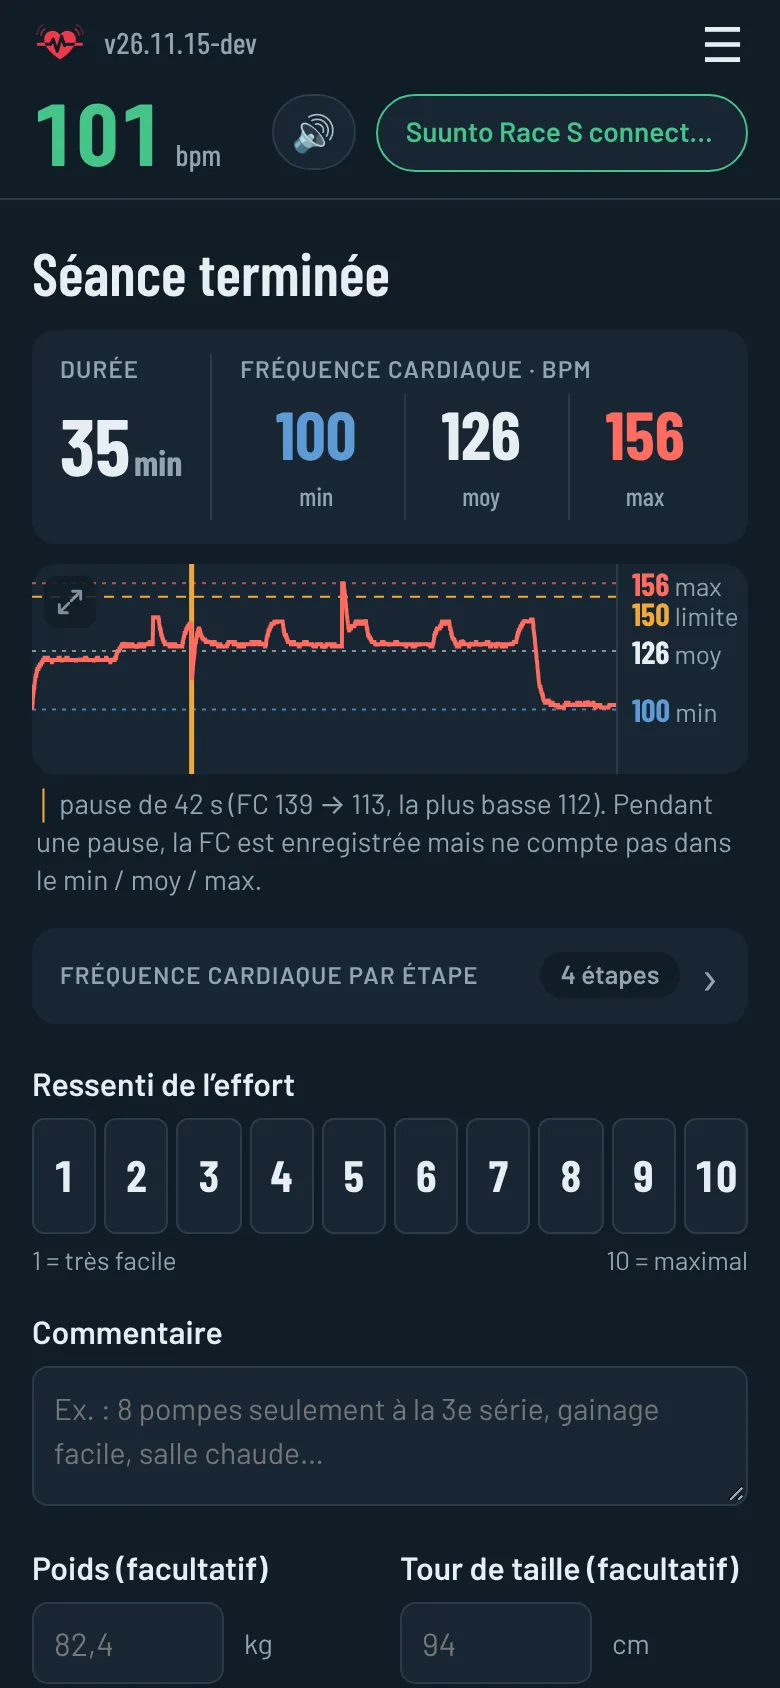 v26.11.15-dev
101 bpm
Suunto Race S connect...
Séance terminée
DURÉE
35 min
FRÉQUENCE CARDIAQUE · BPM
100 min
126 moy
156 max
156 max
150 limite
126 moy
100 min
pause de 42 s (FC 139 → 113, la plus basse 112). Pendant
une pause, la FC est enregistrée mais ne compte pas dans
le min / moy / max.
FRÉQUENCE CARDIAQUE PAR ÉTAPE
4 étapes
Ressenti de l’effort
1 2 3 4 5 6 7 8 9 10
1 = très facile
10 = maximal
Commentaire
Ex. : 8 pompes seulement à la 3e série, gainage
facile, salle chaude...
Poids (facultatif)
82,4 kg
Tour de taille (facultatif)
94 cm